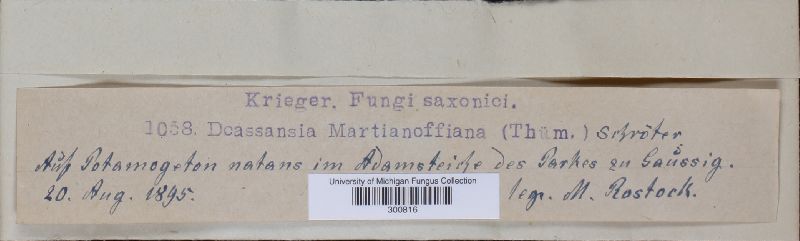 Krieger. Fungi saxonici.
1058. Doassansia Martianoffiana (Thüm.) Schröter
Auf Potamogeton natans im Adamsteiche des Parkes zu Gaussig.
20. Aug. 1895. leg. M. Rostock.
University of Michigan Fungus Collection
300816